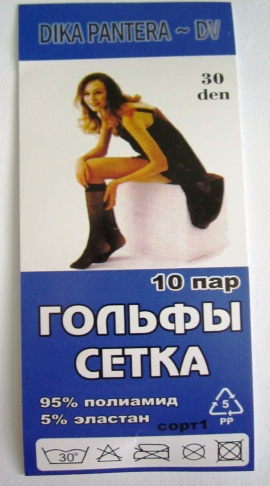 DIKA PANTERA ~ DV
30
den
10 пар
ГОЛЬФЫ
СЕТКА
95% полиамид
5% эластан
сорт1
5
PP
30°